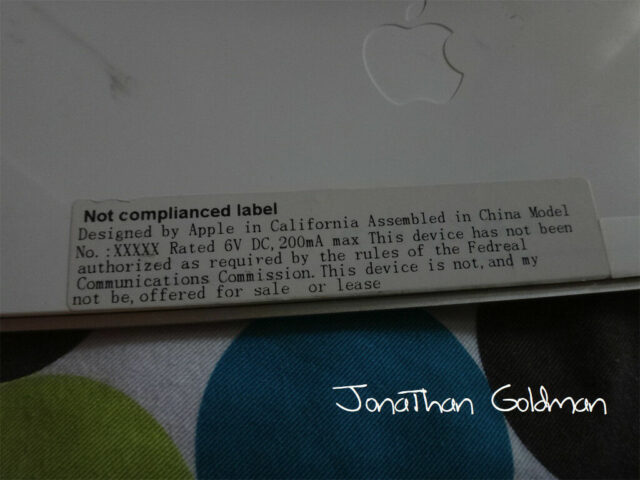 Not complianced label
Designed by Apple in California Assembled in China Model
No.:XXXXX Rated 6V DC,200mA max This device has not been
authorized as required by the rules of the Fedreal
Communications Commission. This device is not, and my
not be, offered for sale or lease
Jonathan Goldman